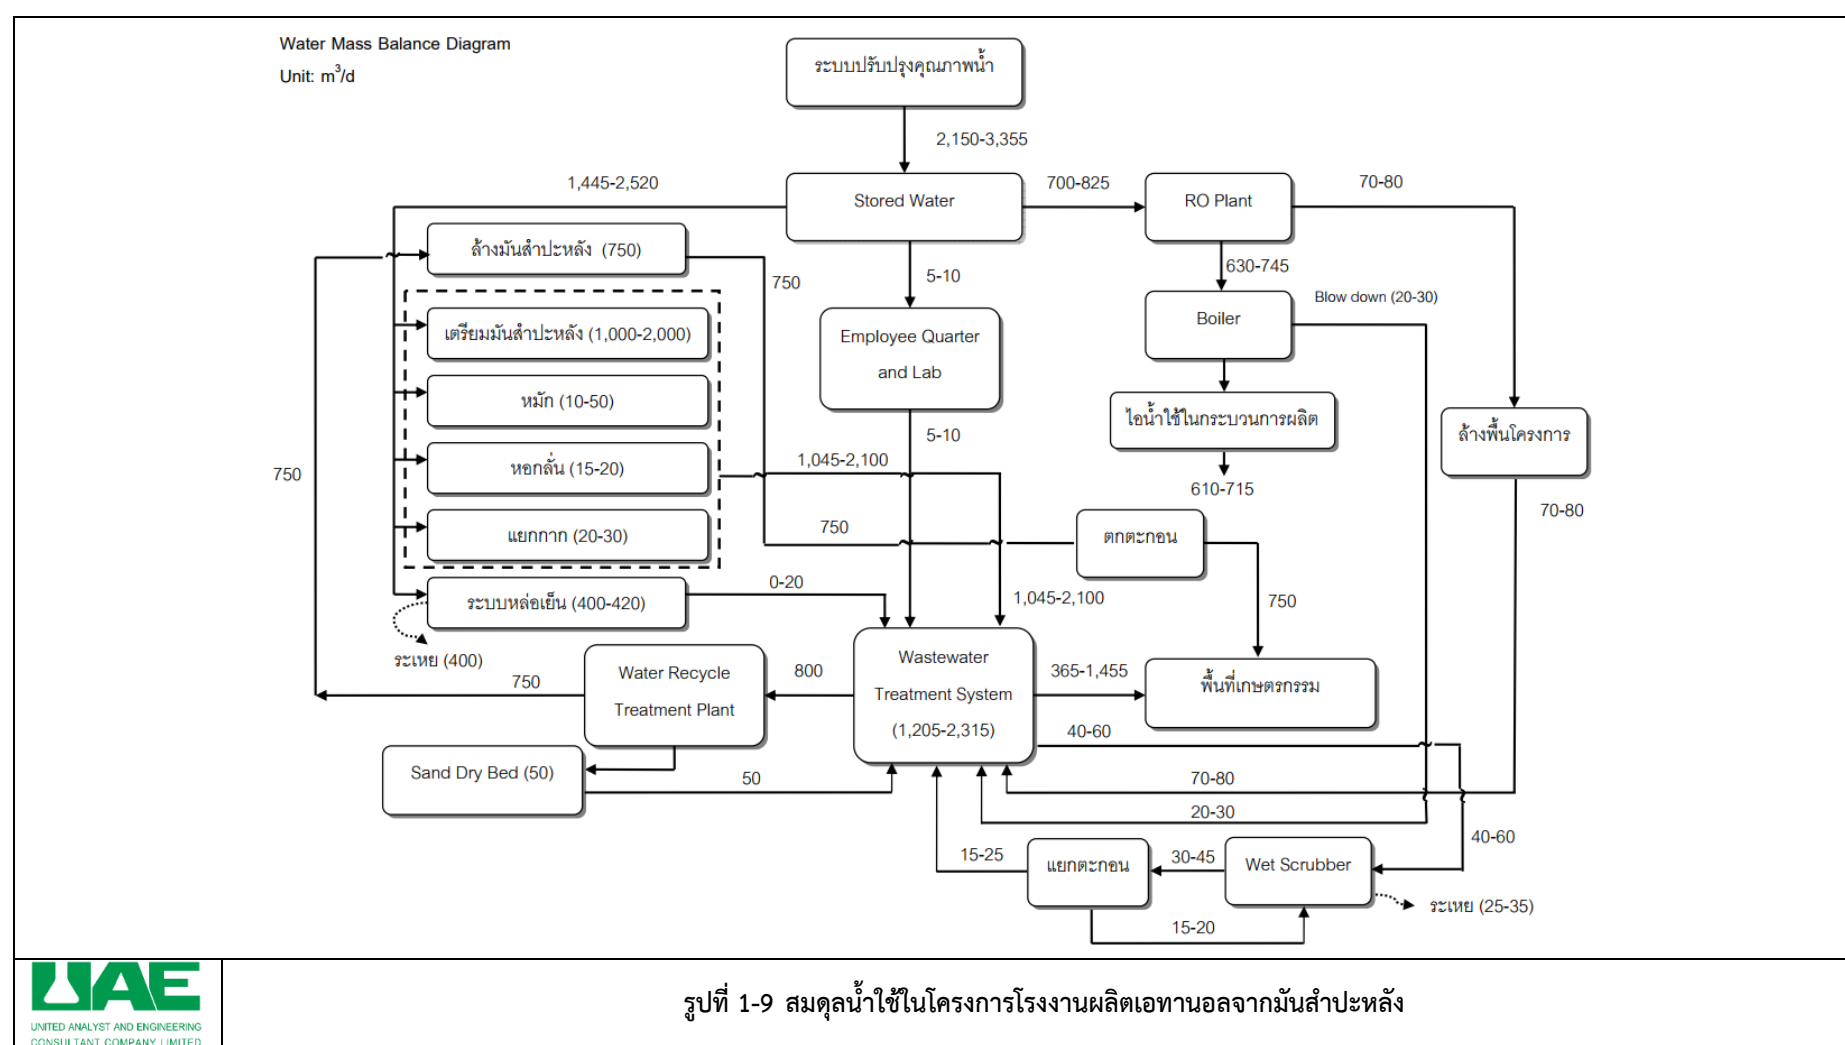 Water Mass Balance Diagram
Unit: m³/d
ระบบปรับปรุงคุณภาพน้ำ
2,150-3,355
1,445-2,520
Stored Water
700-825
RO Plant
70-80
ล้างมันสำปะหลัง (750)
750
5-10
630-745
Blow down (20-30)
เตรียมมันสำปะหลัง (1,000-2,000)
Employee Quarter
and Lab
Boiler
หมัก (10-50)
ไอน้ำใช้ในกระบวนการผลิต
ล้างพื้นโครงการ
5-10
หอกลั่น (15-20)
1,045-2,100
750
610-715
70-80
แยกกาก (20-30)
750
ตกตะกอน
0-20
ระบบหล่อเย็น (400-420)
1,045-2,100
750
ระเหย (400)
Water Recycle
Treatment Plant
750
800
Wastewater
Treatment System
(1,205-2,315)
365-1,455
พื้นที่เกษตรกรรม
40-60
Sand Dry Bed (50)
50
70-80
20-30
40-60
15-25
แยกตะกอน
30-45
Wet Scrubber
ระเหย (25-35)
15-20
UAE
UNITED ANALYST AND ENGINEERING
CONSULTANT COMPANY LIMITED
รูปที่ 1-9 สมดุลน้ำใช้ในโครงการโรงงานผลิตเอทานอลจากมันสำปะหลัง